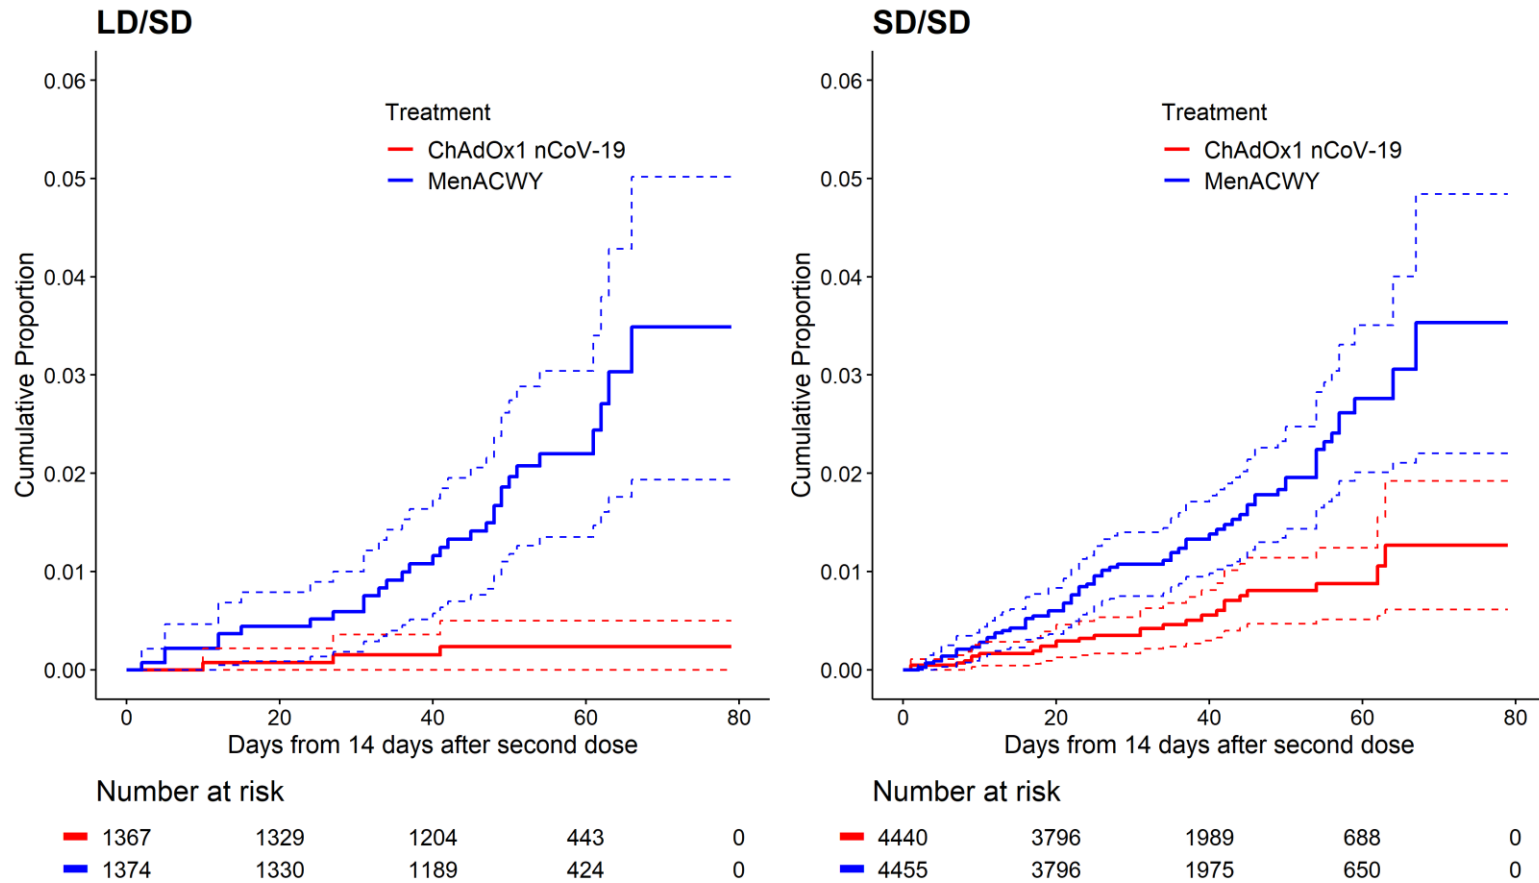 LD/SD
0.06
0.05
0.04
0.03
0.02
0.01
0.00
Cumulative Proportion
Treatment
ChAdOx1 nCoV-19
MenACWY
0 20 40 60 80
Days from 14 days after second dose
Number at risk
1367 1329 1204 443 0
1374 1330 1189 424 0
SD/SD
0.06
0.05
0.04
0.03
0.02
0.01
0.00
Cumulative Proportion
Treatment
ChAdOx1 nCoV-19
MenACWY
0 20 40 60 80
Days from 14 days after second dose
Number at risk
4440 3796 1989 688 0
4455 3796 1975 650 0